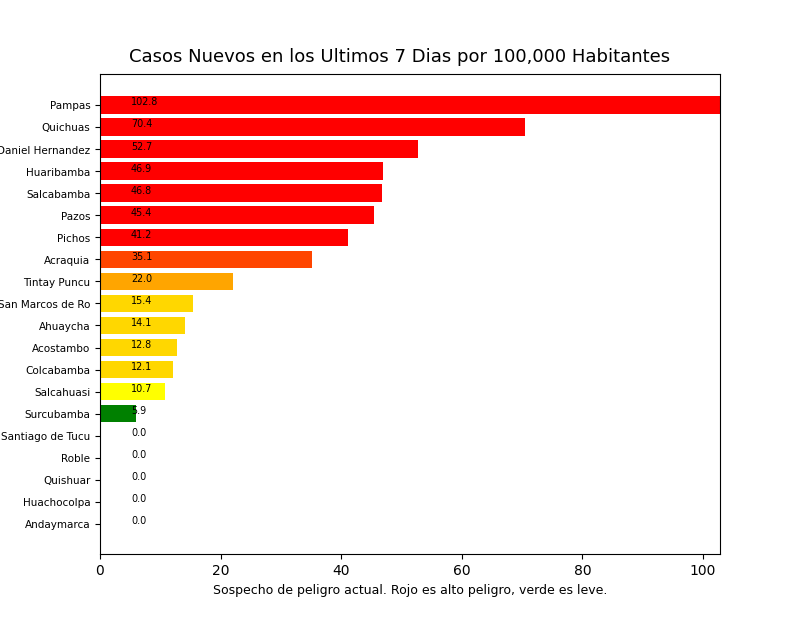 Casos Nuevos en los Ultimos 7 Dias por 100,000 Habitantes
Pampas 102.8
Quichuas 70.4
Daniel Hernandez 52.7
Huaribamba 46.9
Salcabamba 46.8
Pazos 45.4
Pichos 41.2
Acraquia 35.1
Tintay Puncu 22.0
San Marcos de Ro 15.4
Ahuaycha 14.1
Acostambo 12.8
Colcabamba 12.1
Salcahuasi 10.7
Surcubamba 5.9
Santiago de Tucu 0.0
Roble 0.0
Quishuar 0.0
Huachocolpa 0.0
Andaymarca 0.0
0 20 40 60 80 100
Sospecho de peligro actual. Rojo es alto peligro, verde es leve.